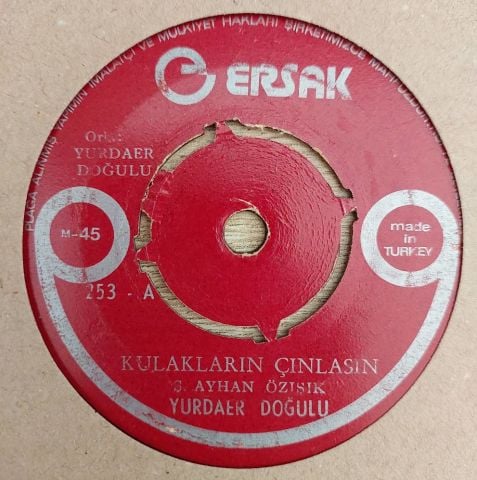 PLAĞA ALINMIŞ YAPIMIN İMALATÇI VE MÜLKİYET HAKLARI ŞİRKETİMİZCE
ERSAK
Ork:
YURDAER
DOĞULU
M-45
made
in
TURKEY
253 - A
KULAKLARIN ÇINLASIN
AYHAN ÖZIŞIK
YURDAER DOĞULU